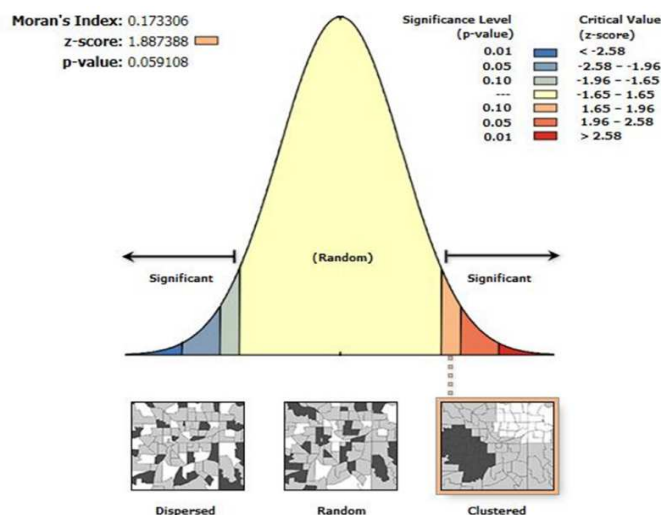 Moran's Index: 0.173306
z-score: 1.887388
p-value: 0.059108
Significance Level
(p-value)
Critical Value
(z-score)
0.01 < -2.58
0.05 -2.58 – -1.96
0.10 -1.96 – -1.65
--- -1.65 – 1.65
0.10 1.65 – 1.96
0.05 1.96 – 2.58
0.01 > 2.58
(Random)
Significant
Significant
Dispersed
Random
Clustered